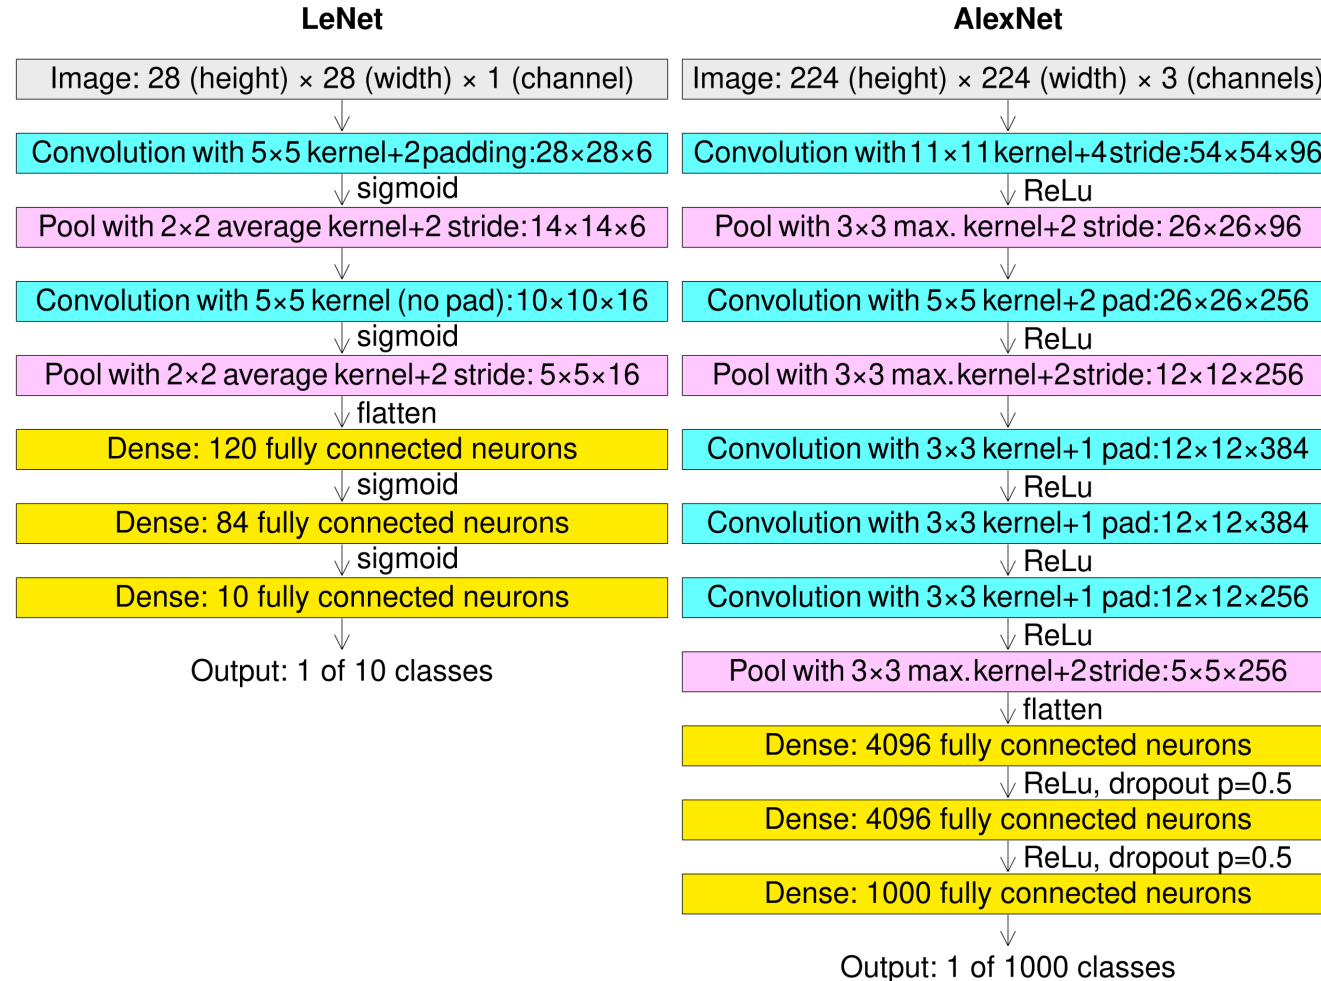 LeNet
Image: 28 (height) × 28 (width) × 1 (channel)
Convolution with 5×5 kernel+2padding:28×28×6
sigmoid
Pool with 2×2 average kernel+2 stride:14×14×6
Convolution with 5×5 kernel (no pad):10×10×16
sigmoid
Pool with 2×2 average kernel+2 stride: 5×5×16
flatten
Dense: 120 fully connected neurons
sigmoid
Dense: 84 fully connected neurons
sigmoid
Dense: 10 fully connected neurons
Output: 1 of 10 classes
AlexNet
Image: 224 (height) × 224 (width) × 3 (channels)
Convolution with 11×11 kernel+4 stride:54×54×96
ReLu
Pool with 3×3 max. kernel+2 stride: 26×26×96
Convolution with 5×5 kernel+2 pad:26×26×256
ReLu
Pool with 3×3 max.kernel+2stride:12×12×256
Convolution with 3×3 kernel+1 pad:12×12×384
ReLu
Convolution with 3×3 kernel+1 pad:12×12×384
ReLu
Convolution with 3×3 kernel+1 pad:12×12×256
ReLu
Pool with 3×3 max.kernel+2stride:5×5×256
flatten
Dense: 4096 fully connected neurons
ReLu, dropout p=0.5
Dense: 4096 fully connected neurons
ReLu, dropout p=0.5
Dense: 1000 fully connected neurons
Output: 1 of 1000 classes